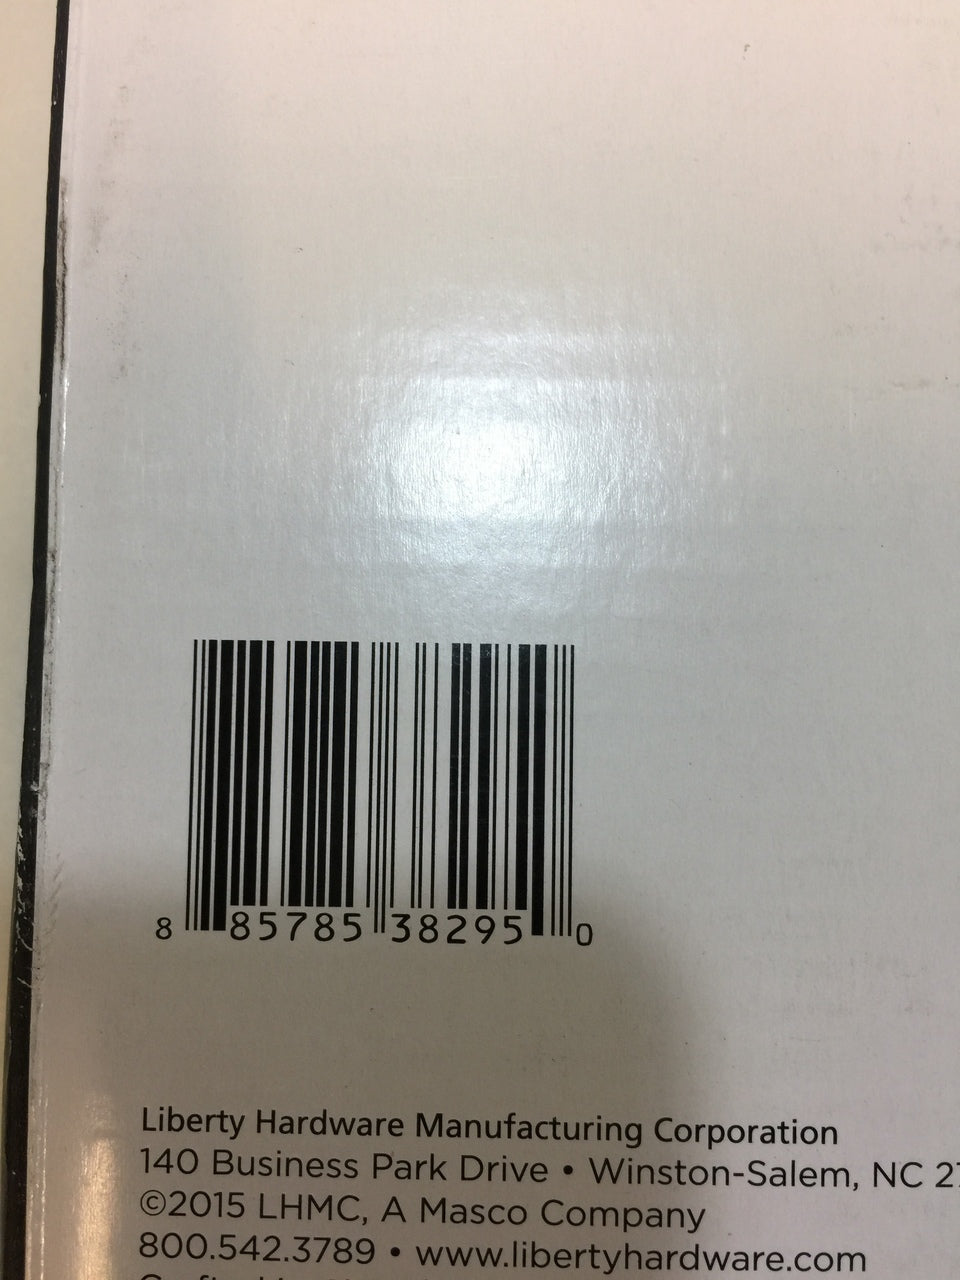 8 85785 38295 0
Liberty Hardware Manufacturing Corporation
140 Business Park Drive • Winston-Salem, NC
©2015 LHMC, A Masco Company
800.542.3789 • www.libertyhardware.com